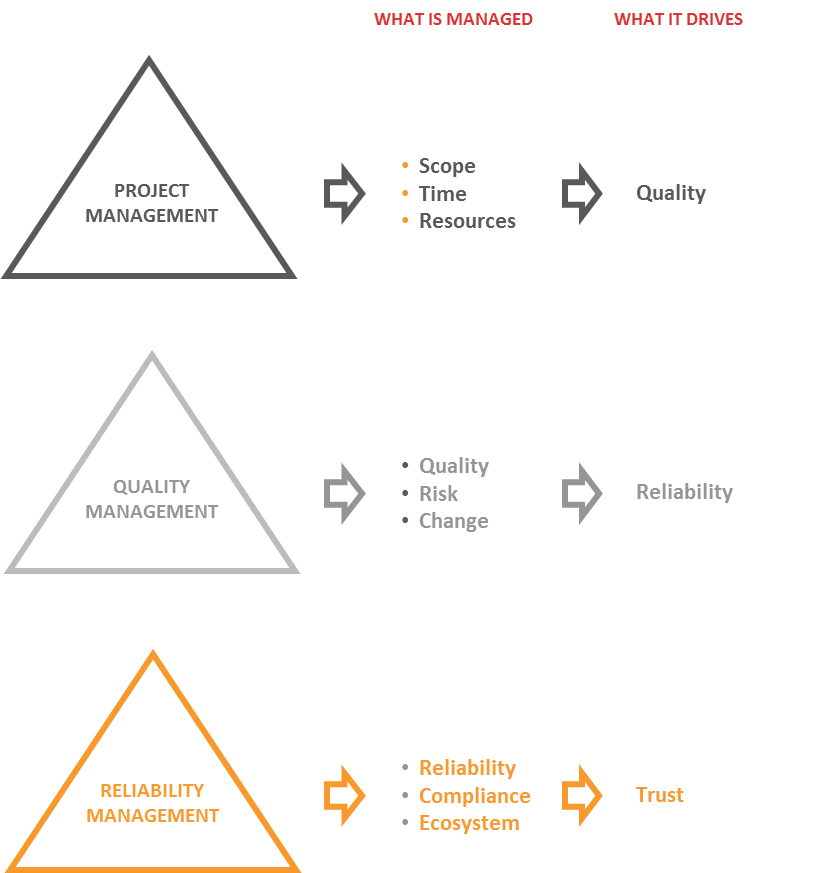 WHAT IS MANAGED
WHAT IT DRIVES
PROJECT
MANAGEMENT
• Scope
• Time
• Resources
Quality
QUALITY
MANAGEMENT
• Quality
• Risk
• Change
Reliability
RELIABILITY
MANAGEMENT
• Reliability
• Compliance
• Ecosystem
Trust